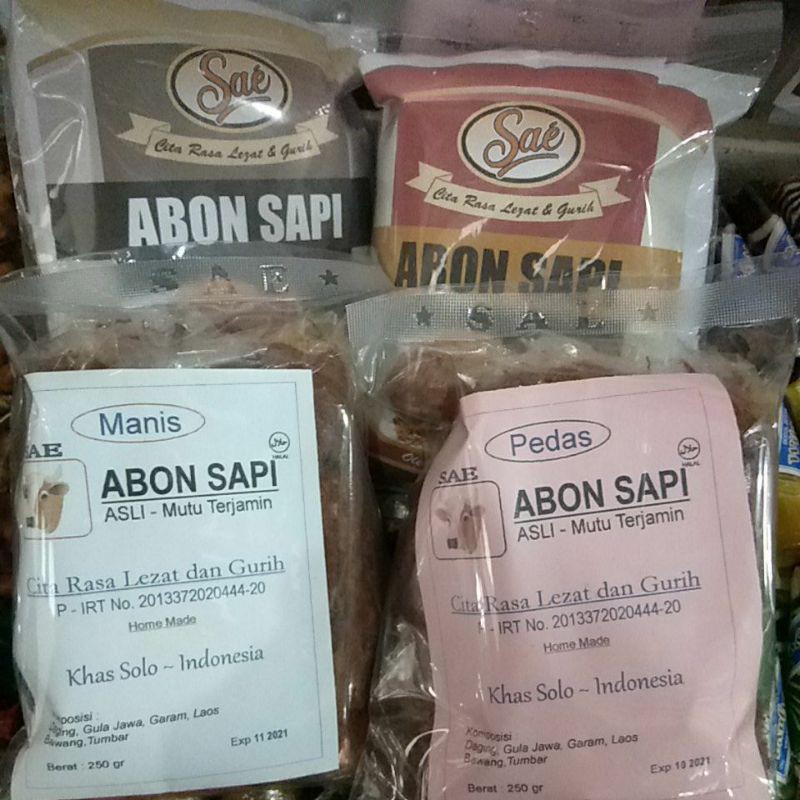 Saé
Cita Rasa Lezat & Gurih
ABON SAPI
Saé
Cita Rasa Lezat & Gurih
ABON SAPI
SAE
Manis
SAE
HALAL
ABON SAPI
ASLI - Mutu Terjamin
Cita Rasa Lezat dan Gurih
P - IRT No. 2013372020444-20
Home Made
Khas Solo ~ Indonesia
Daging, Gula Jawa, Garam, Laos
Bawang,Tumbar
Exp 11 2021
Berat : 250 gr
Pedas
SAE
HALAL
ABON SAPI
ASLI - Mutu Terjamin
Cita Rasa Lezat dan Gurih
P - IRT No. 2013372020444-20
Home Made
Khas Solo ~ Indonesia
Komposisi
Daging, Gula Jawa, Garam, Laos
Bawang,Tumbar
Exp 10 2021
Berat : 250 gr